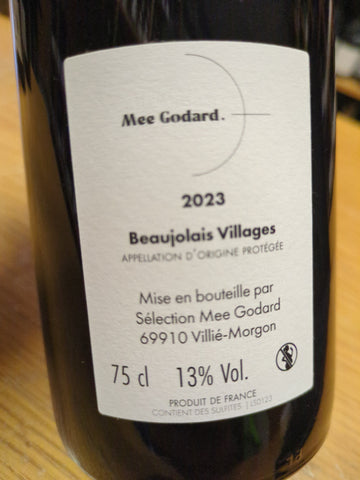 Mee Godard.
2023
Beaujolais Villages
APPELLATION D'ORIGINE PROTÉGÉE
Mise en bouteille par
Sélection Mee Godard
69910 Villié-Morgon
75 cl 13% Vol.
PRODUIT DE FRANCE
CONTIENT DES SULFITES